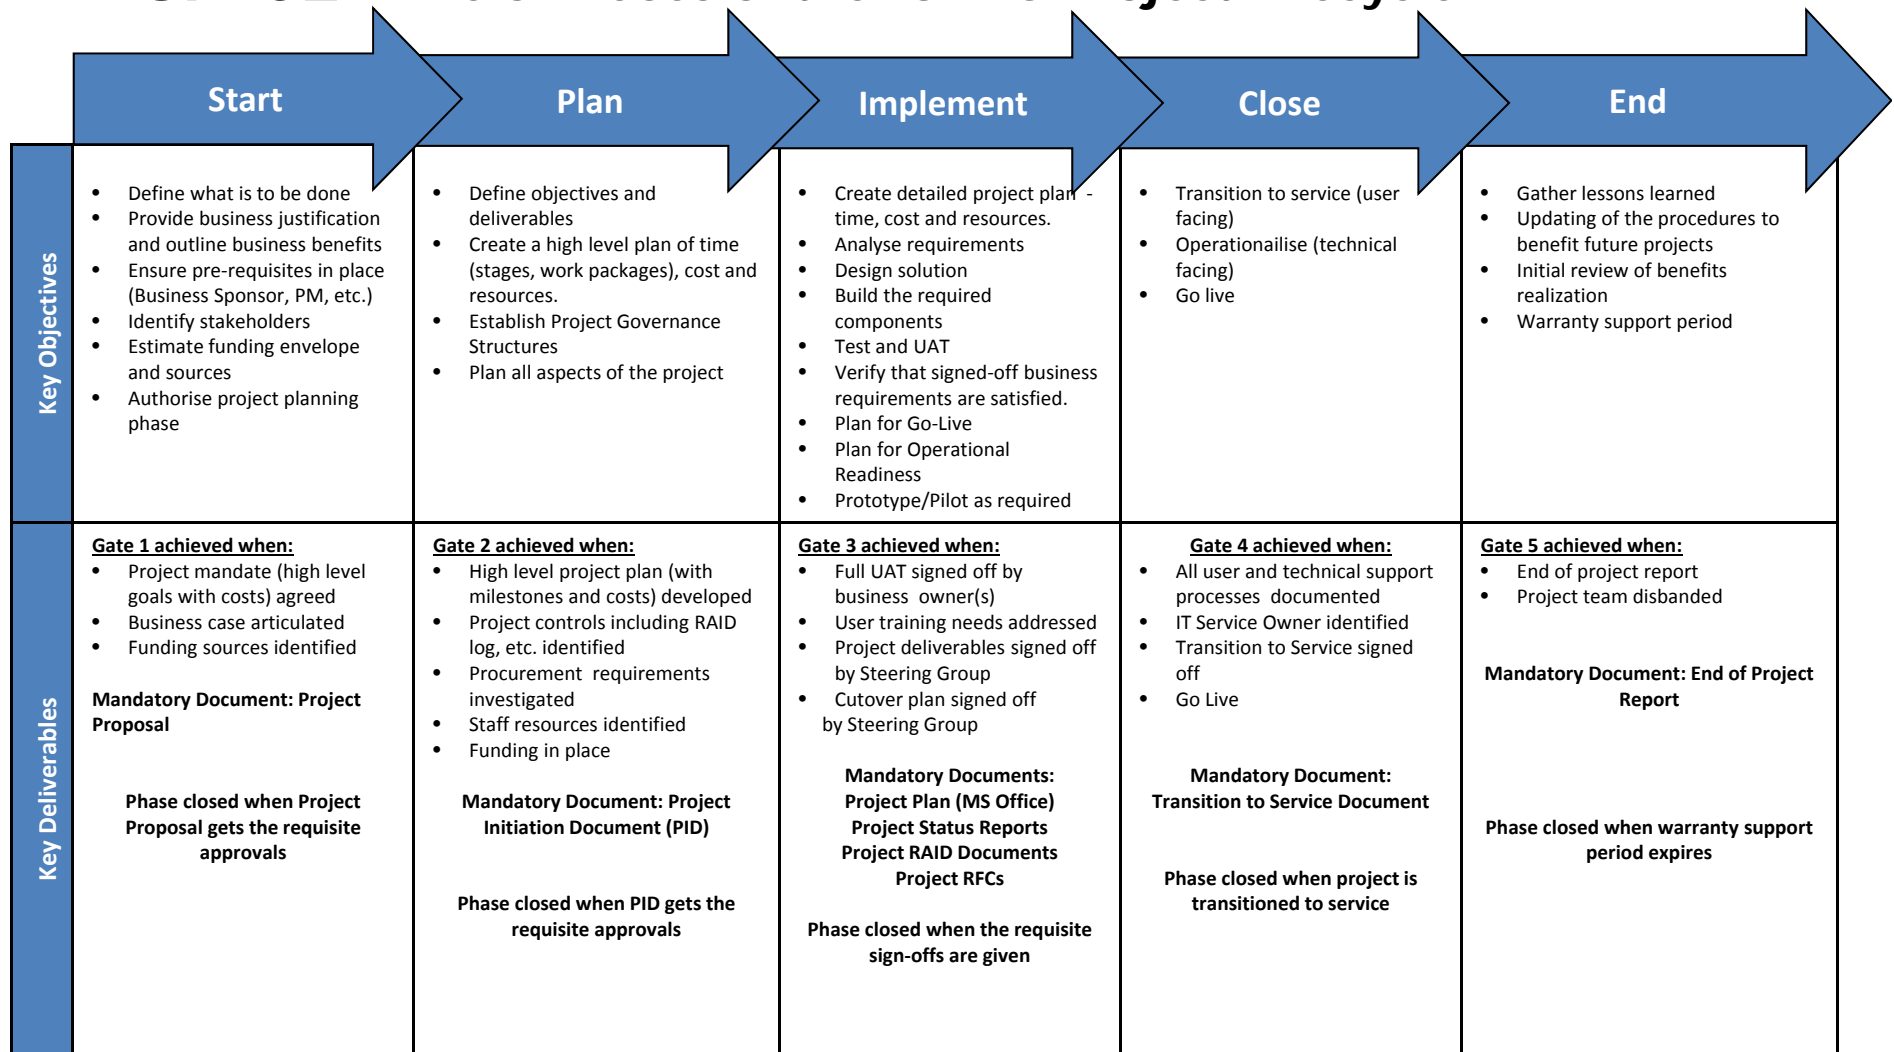 Start
Plan
Implement
Close
End
Key Objectives
• Define what is to be done
• Provide business justification
and outline business benefits
• Ensure pre-requisites in place
(Business Sponsor, PM, etc.)
• Identify stakeholders
• Estimate funding envelope
and sources
• Authorise project planning
phase
• Define objectives and
deliverables
• Create a high level plan of time
(stages, work packages), cost and
resources.
• Establish Project Governance
Structures
• Plan all aspects of the project
• Create detailed project plan -
time, cost and resources.
• Analyse requirements
• Design solution
• Build the required
components
• Test and UAT
• Verify that signed-off business
requirements are satisfied.
• Plan for Go-Live
• Plan for Operational
Readiness
• Prototype/Pilot as required
• Transition to service (user
facing)
• Operationailise (technical
facing)
• Go live
• Gather lessons learned
• Updating of the procedures to
benefit future projects
• Initial review of benefits
realization
• Warranty support period
Key Deliverables
Gate 1 achieved when:
• Project mandate (high level
goals with costs) agreed
• Business case articulated
• Funding sources identified
Mandatory Document: Project
Proposal
Phase closed when Project
Proposal gets the requisite
approvals
Gate 2 achieved when:
• High level project plan (with
milestones and costs) developed
• Project controls including RAID
log, etc. identified
• Procurement requirements
investigated
• Staff resources identified
• Funding in place
Mandatory Document: Project
Initiation Document (PID)
Phase closed when PID gets the
requisite approvals
Gate 3 achieved when:
• Full UAT signed off by
business owner(s)
• User training needs addressed
• Project deliverables signed off
by Steering Group
• Cutover plan signed off
by Steering Group
Mandatory Documents:
Project Plan (MS Office)
Project Status Reports
Project RAID Documents
Project RFCs
Phase closed when the requisite
sign-offs are given
Gate 4 achieved when:
• All user and technical support
processes documented
• IT Service Owner identified
• Transition to Service signed
off
• Go Live
Mandatory Document:
Transition to Service Document
Phase closed when project is
transitioned to service
Gate 5 achieved when:
• End of project report
• Project team disbanded
Mandatory Document: End of Project
Report
Phase closed when warranty support
period expires